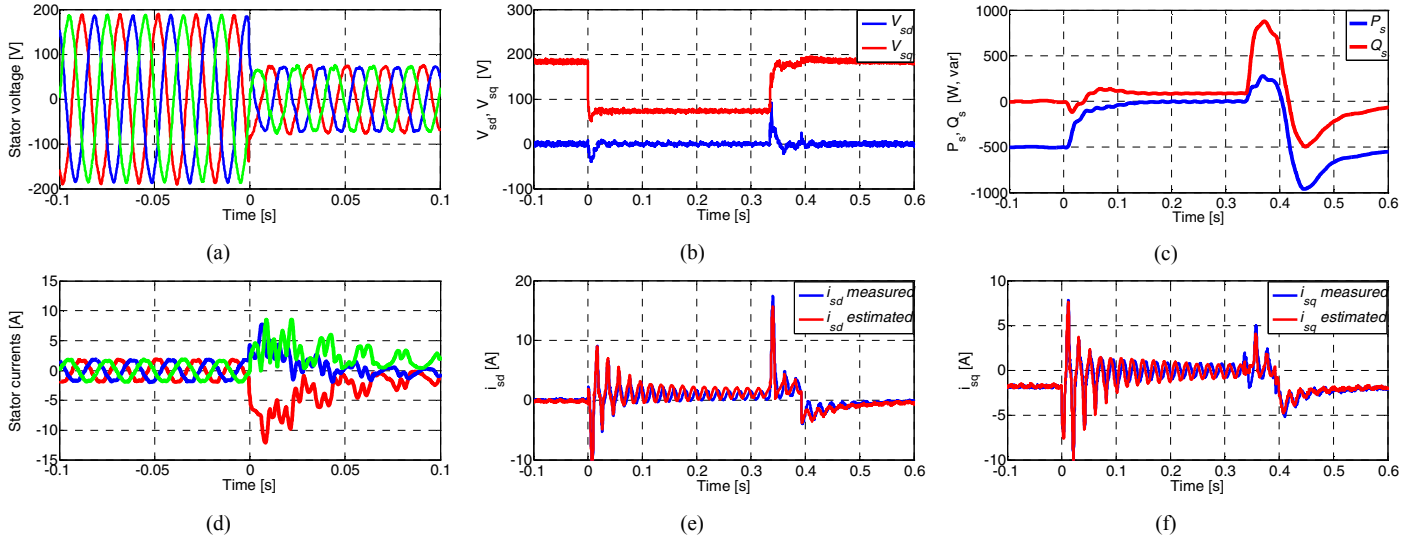 200
100
0
-100
-200
Stator voltage [V]
-0.1 -0.05 0 0.05 0.1
Time [s]
(a)
300
200
100
0
-100
V_sd, V_sq [V]
V_sd
V_sq
-0.1 0 0.1 0.2 0.3 0.4 0.5 0.6
Time [s]
(b)
1000
500
0
-500
-1000
P_s, Q_s [W, var]
P_s
Q_s
-0.1 0 0.1 0.2 0.3 0.4 0.5 0.6
Time [s]
(c)
15
10
5
0
-5
-10
-15
Stator currents [A]
-0.1 -0.05 0 0.05 0.1
Time [s]
(d)
20
10
0
-10
i_sd [A]
i_sd measured
i_sd estimated
-0.1 0 0.1 0.2 0.3 0.4 0.5 0.6
Time [s]
(e)
10
5
0
-5
-10
i_sq [A]
i_sq measured
i_sq estimated
-0.1 0 0.1 0.2 0.3 0.4 0.5 0.6
Time [s]
(f)